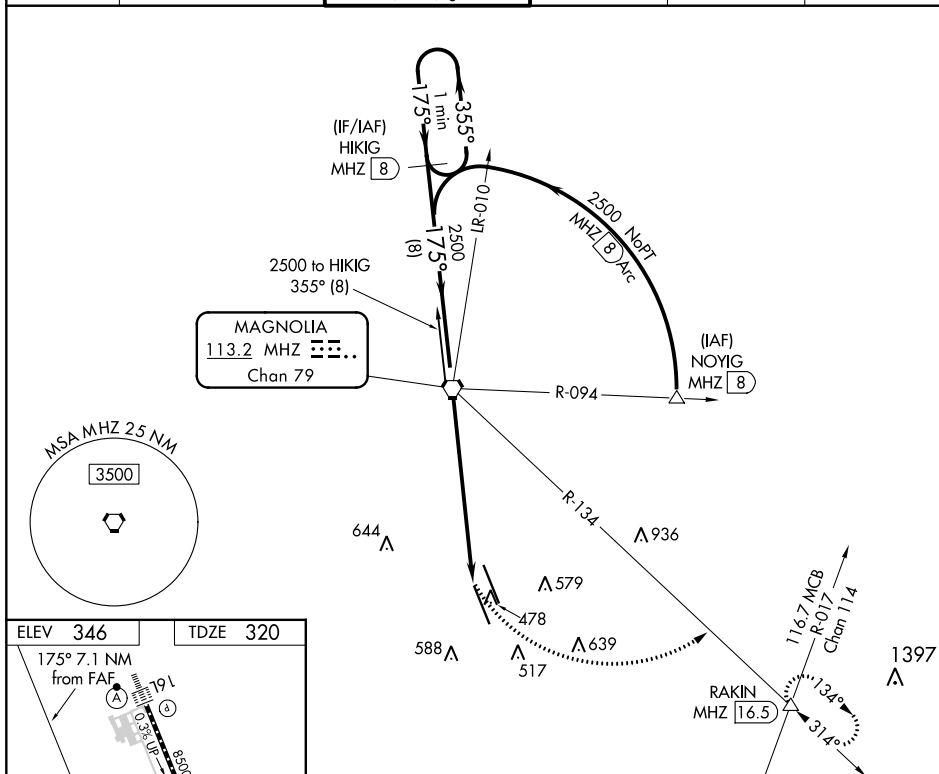 1 min
175°
355°
(IF/IAF)
HIKIG
MHZ 8
LR-010
2500 NoPT
MHZ 8 Arc
2500
175°
(8)
2500 to HIKIG
355° (8)
MAGNOLIA
113.2 MHZ
Chan 79
(IAF)
NOYIG
MHZ 8
R-094
MSA MHZ 25 NM
3500
R-134
644
936
579
478
588
517
639
116.7 MCB
R-017
Chan 114
1397
RAKIN
MHZ 16.5
134°
314°
ELEV 346
TDZE 320
175° 7.1 NM
from FAF
A
16L
P
0.3% UP
8500